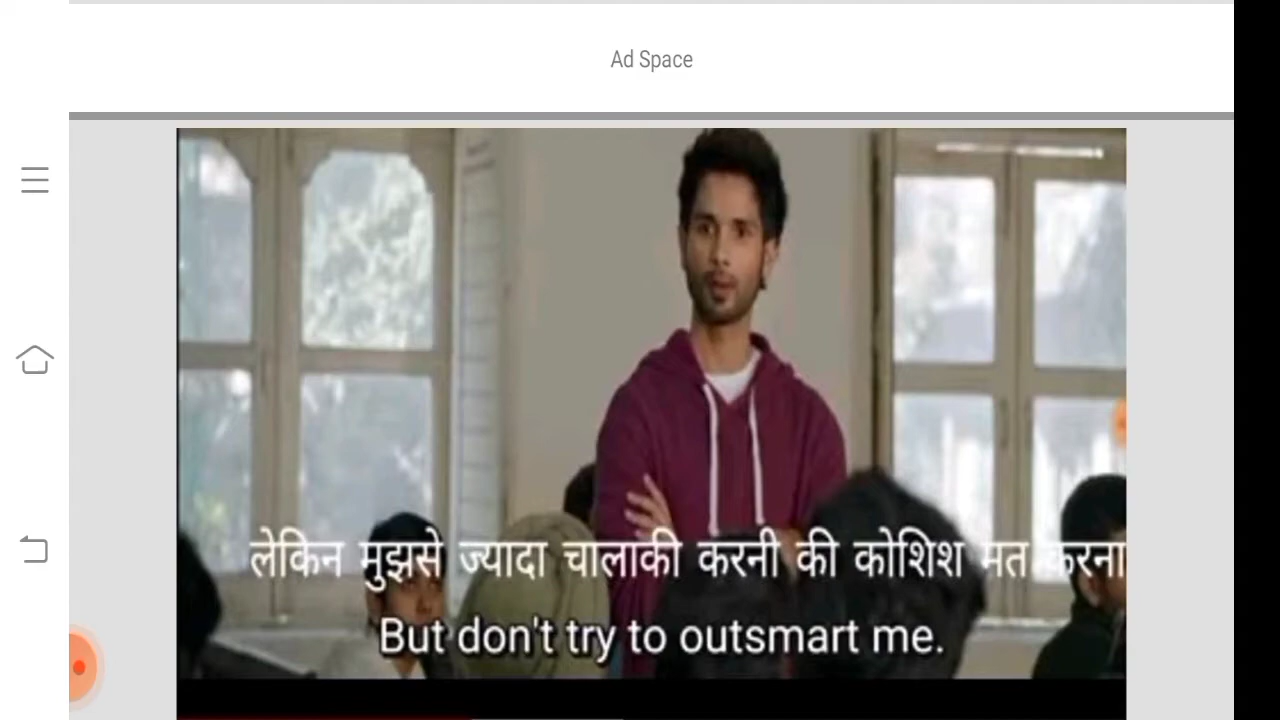 Ad Space
लेकिन मुझसे ज्यादा चालाकी करनी की कोशिश मत करना
But don't try to outsmart me.